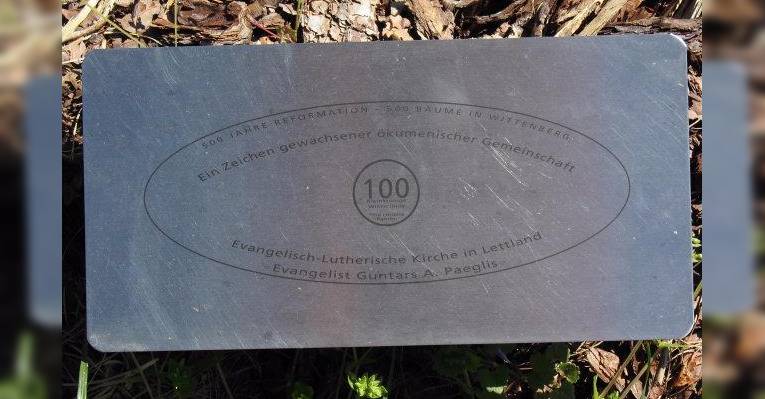 500 JAHRE REFORMATION - 500 BÄUME IN WITTENBERG
Ein Zeichen gewachsener ökumenischer Gemeinschaft
100
Evangelisch-Lutherische Kirche in Lettland
Evangelist Guntars A. Paeglis